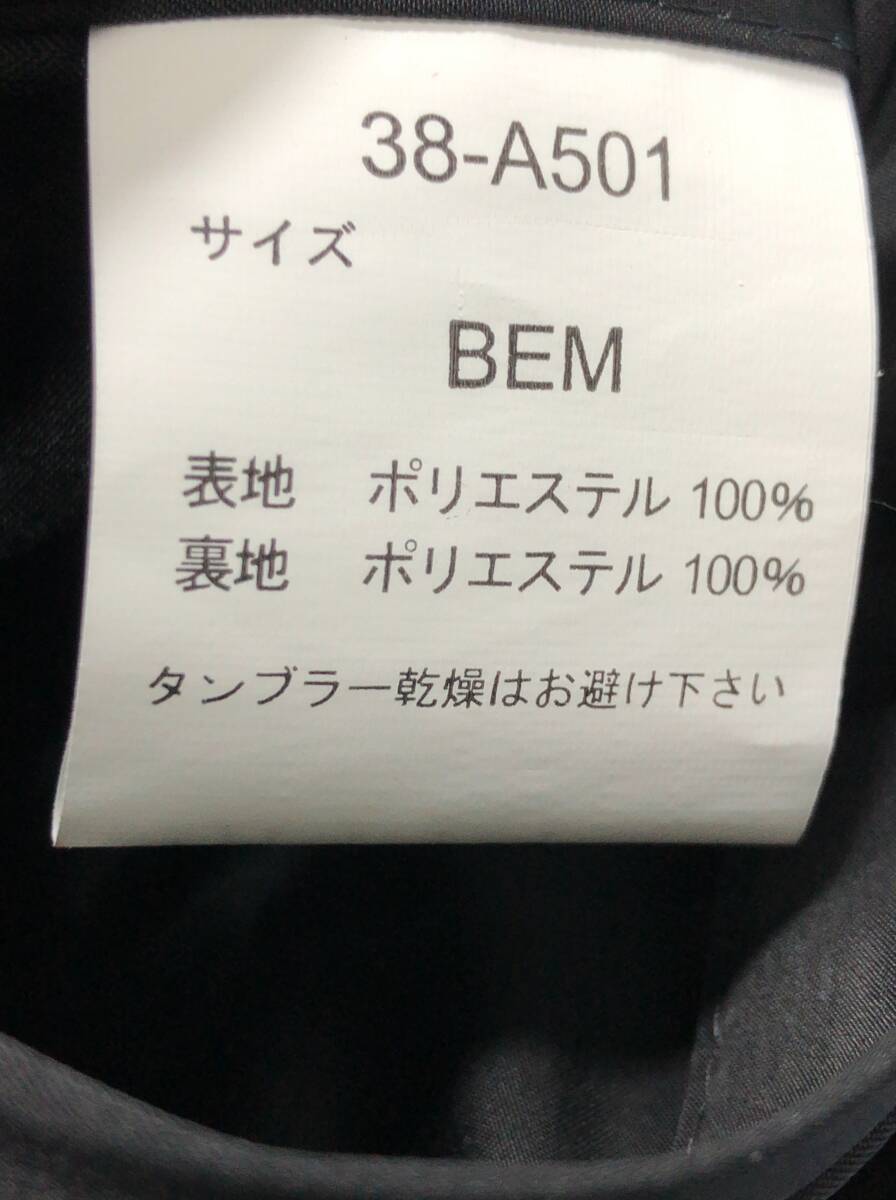 38-A501
サイズ
BEM
表地　ポリエステル 100%
裏地　ポリエステル 100%
タンブラー乾燥はお避け下さい